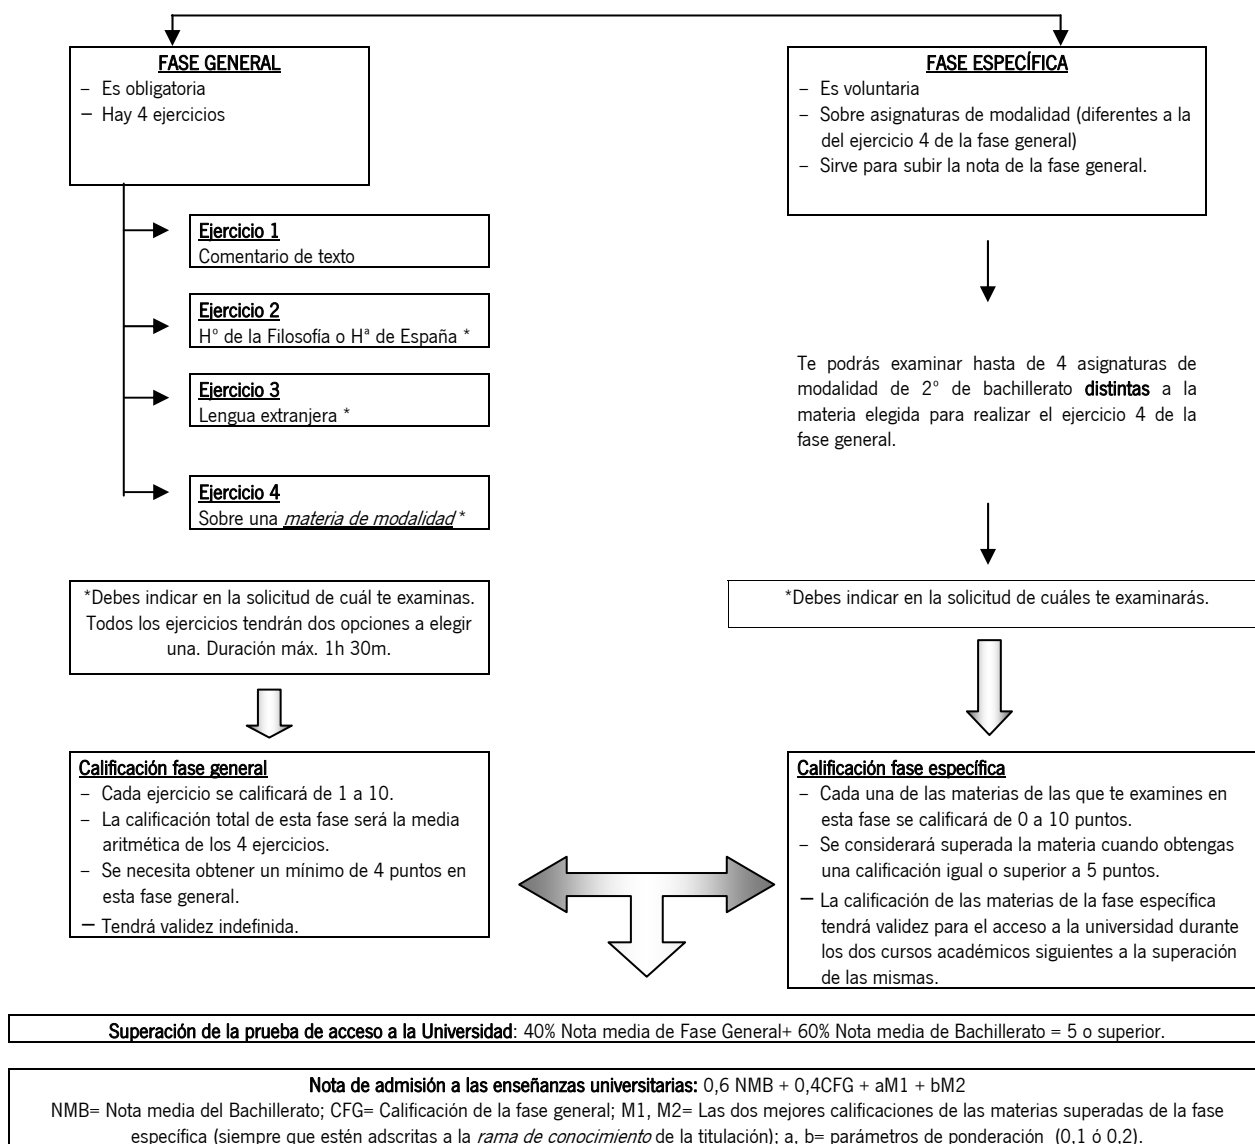 FASE GENERAL
– Es obligatoria
– Hay 4 ejercicios
Ejercicio 1
Comentario de texto
Ejercicio 2
Hº de la Filosofía o Hª de España *
Ejercicio 3
Lengua extranjera *
Ejercicio 4
Sobre una materia de modalidad *
*Debes indicar en la solicitud de cuál te examinas.
Todos los ejercicios tendrán dos opciones a elegir
una. Duración máx. 1h 30m.
Calificación fase general
– Cada ejercicio se calificará de 1 a 10.
– La calificación total de esta fase será la media
aritmética de los 4 ejercicios.
– Se necesita obtener un mínimo de 4 puntos en
esta fase general.
– Tendrá validez indefinida.
FASE ESPECÍFICA
– Es voluntaria
– Sobre asignaturas de modalidad (diferentes a la
del ejercicio 4 de la fase general)
– Sirve para subir la nota de la fase general.
Te podrás examinar hasta de 4 asignaturas de
modalidad de 2º de bachillerato distintas a la
materia elegida para realizar el ejercicio 4 de la
fase general.
*Debes indicar en la solicitud de cuáles te examinarás.
Calificación fase específica
– Cada una de las materias de las que te examines en
esta fase se calificará de 0 a 10 puntos.
– Se considerará superada la materia cuando obtengas
una calificación igual o superior a 5 puntos.
– La calificación de las materias de la fase específica
tendrá validez para el acceso a la universidad durante
los dos cursos académicos siguientes a la superación
de las mismas.
Superación de la prueba de acceso a la Universidad: 40% Nota media de Fase General+ 60% Nota media de Bachillerato = 5 o superior.
Nota de admisión a las enseñanzas universitarias: 0,6 NMB + 0,4CFG + aM1 + bM2
NMB= Nota media del Bachillerato; CFG= Calificación de la fase general; M1, M2= Las dos mejores calificaciones de las materias superadas de la fase
específica (siempre que estén adscritas a la rama de conocimiento de la titulación); a, b= parámetros de ponderación (0,1 ó 0,2).